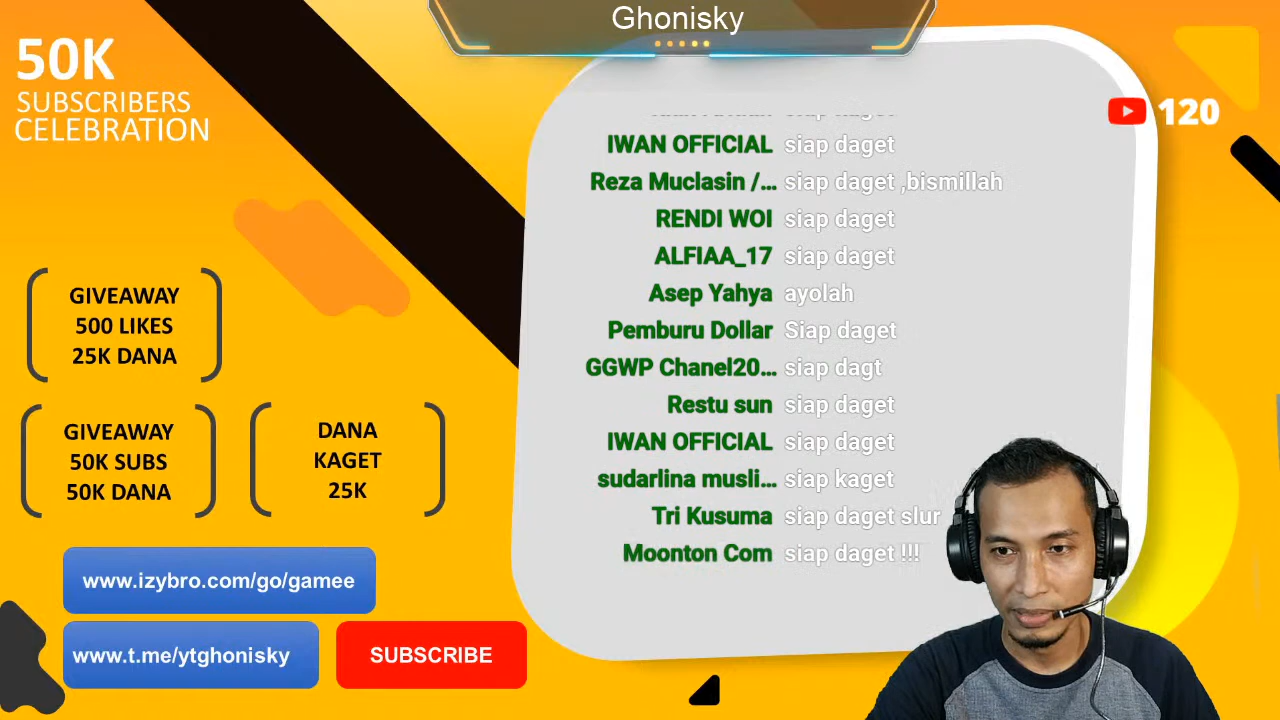 Ghonisky
50K
SUBSCRIBERS
CELEBRATION
120
IWAN OFFICIAL siap daget
Reza Muclasin /... siap daget ,bismillah
RENDI WOI siap daget
ALFIAA_17 siap daget
Asep Yahya ayolah
Pemburu Dollar Siap daget
GGWP Chanel20... siap dagt
Restu sun siap daget
IWAN OFFICIAL siap daget
sudarlina musli... siap kaget
Tri Kusuma siap daget slur
Moonton Com siap daget !!!
GIVEAWAY
500 LIKES
25K DANA
GIVEAWAY
50K SUBS
50K DANA
DANA
KAGET
25K
www.izybro.com/go/gamee
www.t.me/ytghonisky
SUBSCRIBE